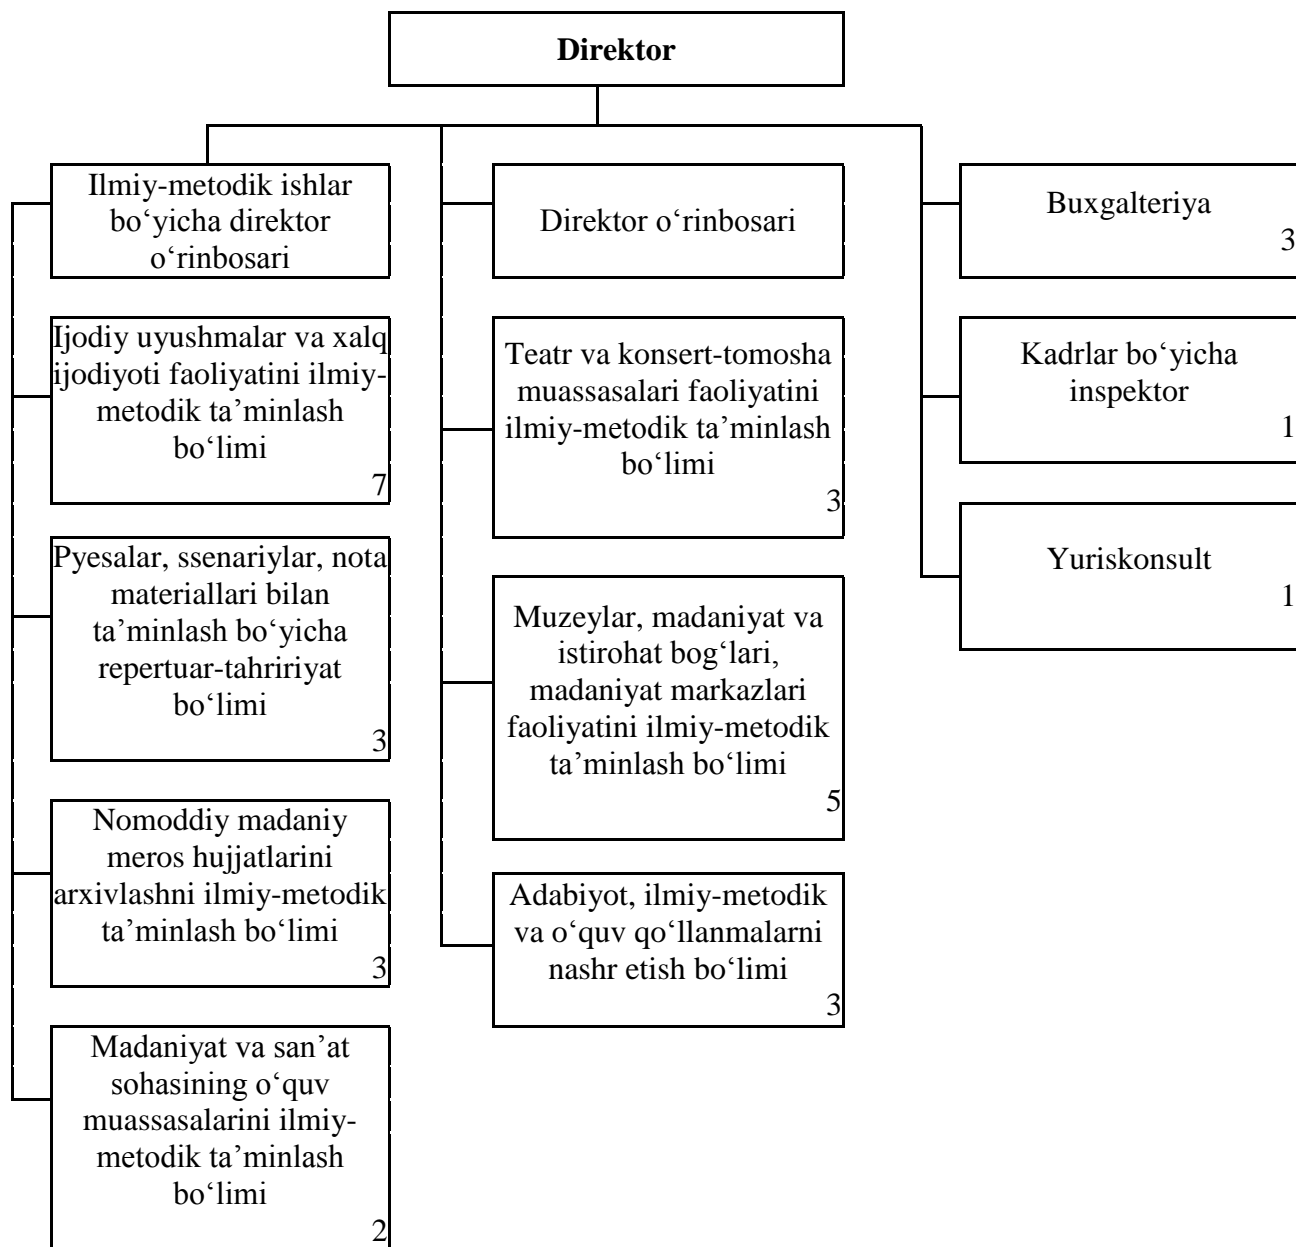 Direktor
Ilmiy-metodik ishlar
bo‘yicha direktor
o‘rinbosari
Ijodiy uyushmalar va xalq
ijodiyoti faoliyatini ilmiy-
metodik ta’minlash
bo‘limi
7
Pyesalar, ssenariylar, nota
materiallari bilan
ta’minlash bo‘yicha
repertuar-tahririyat
bo‘limi
3
Nomoddiy madaniy
meros hujjatlarini
arxivlashni ilmiy-metodik
ta’minlash bo‘limi
3
Madaniyat va san’at
sohasining o‘quv
muassasalarini ilmiy-
metodik ta’minlash
bo‘limi
2
Direktor o‘rinbosari
Teatr va konsert-tomosha
muassasalari faoliyatini
ilmiy-metodik ta’minlash
bo‘limi
3
Muzeylar, madaniyat va
istirohat bog‘lari,
madaniyat markazlari
faoliyatini ilmiy-metodik
ta’minlash bo‘limi
5
Adabiyot, ilmiy-metodik
va o‘quv qo‘llanmalarni
nashr etish bo‘limi
3
Buxgalteriya
3
Kadrlar bo‘yicha
inspektor
1
Yuriskonsult
1